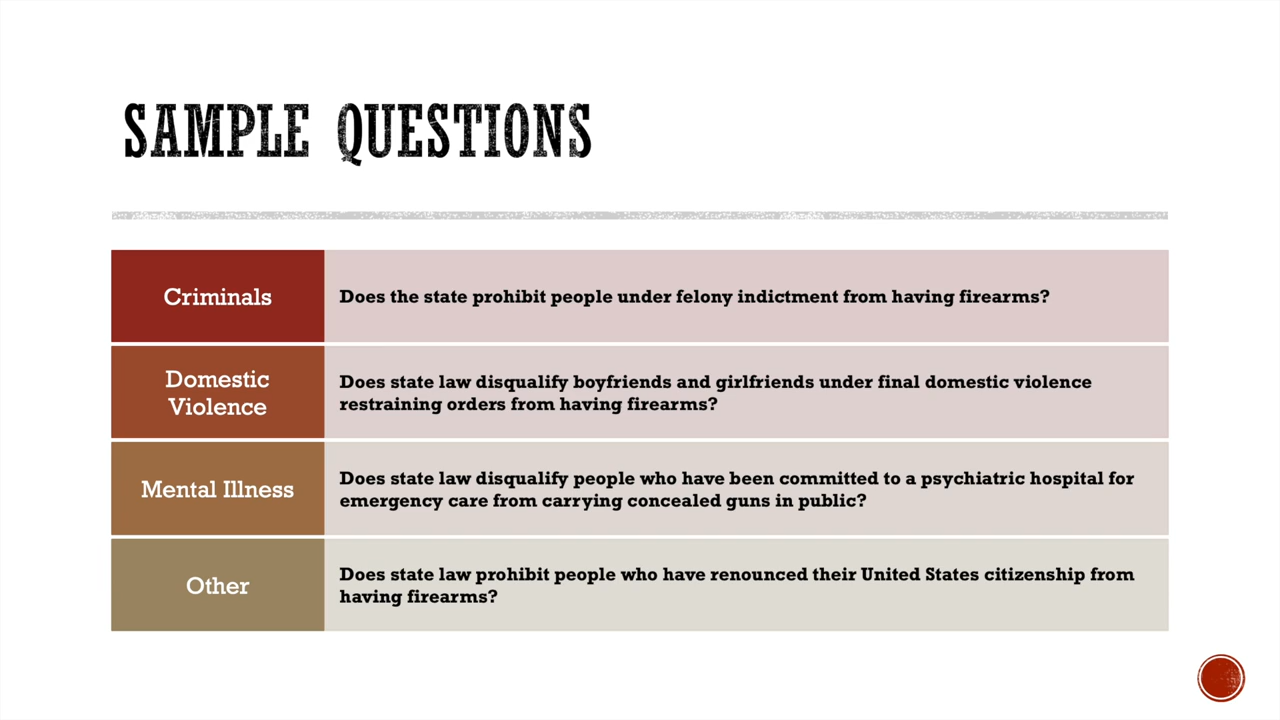 SAMPLE QUESTIONS
Criminals
Does the state prohibit people under felony indictment from having firearms?
Domestic
Violence
Does state law disqualify boyfriends and girlfriends under final domestic violence
restraining orders from having firearms?
Mental Illness
Does state law disqualify people who have been committed to a psychiatric hospital for
emergency care from carrying concealed guns in public?
Other
Does state law prohibit people who have renounced their United States citizenship from
having firearms?